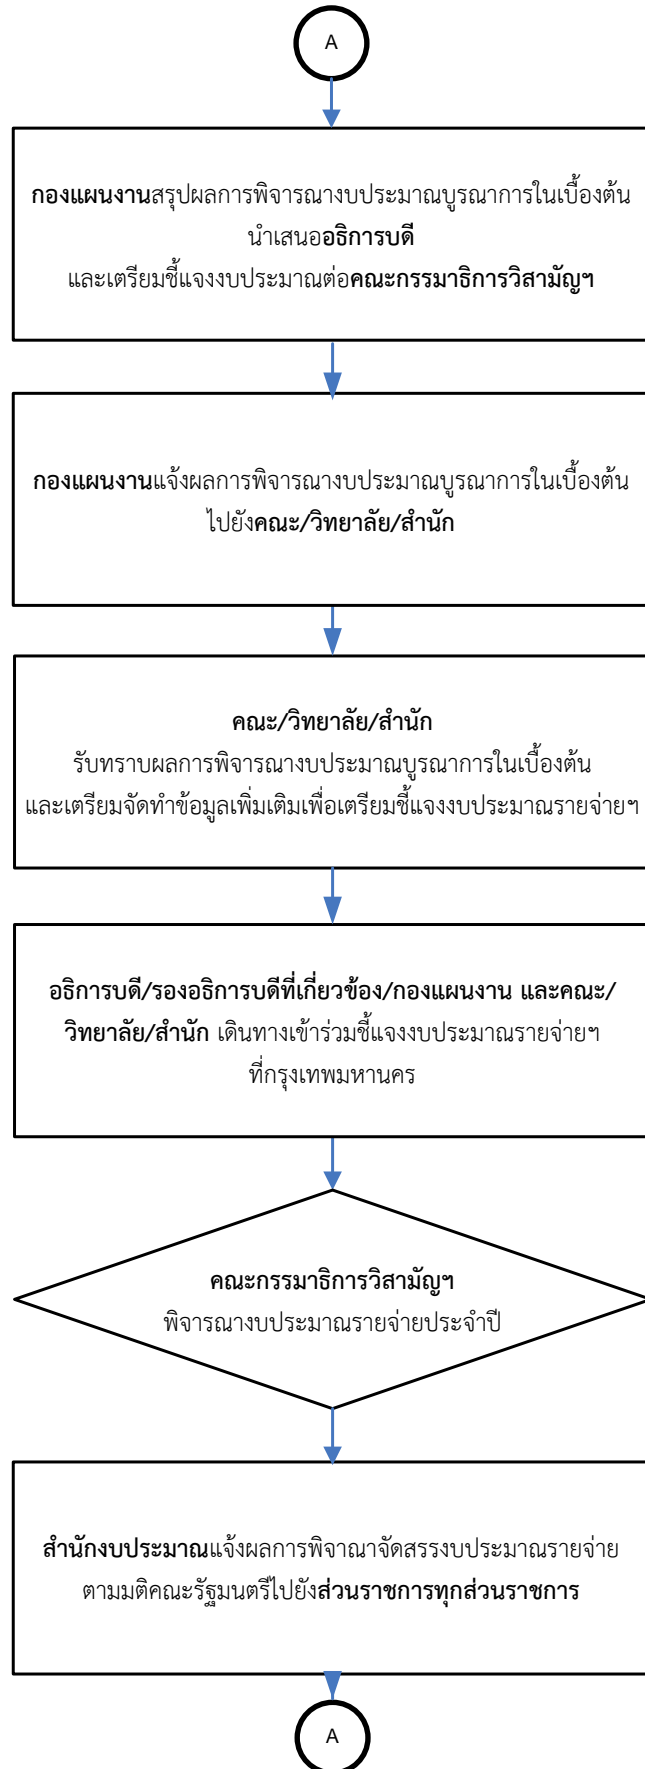 A
กองแผนงานสรุปผลการพิจารณางบประมาณบูรณาการในเบื้องต้น
นำเสนออธิการบดี
และเตรียมชี้แจงงบประมาณต่อคณะกรรมาธิการวิสามัญฯ
กองแผนงานแจ้งผลการพิจารณางบประมาณบูรณาการในเบื้องต้น
ไปยังคณะ/วิทยาลัย/สำนัก
คณะ/วิทยาลัย/สำนัก
รับทราบผลการพิจารณางบประมาณบูรณาการในเบื้องต้น
และเตรียมจัดทำข้อมูลเพิ่มเติมเพื่อเตรียมชี้แจงงบประมาณรายจ่ายฯ
อธิการบดี/รองอธิการบดีที่เกี่ยวข้อง/กองแผนงาน และคณะ/
วิทยาลัย/สำนัก เดินทางเข้าร่วมชี้แจงงบประมาณรายจ่ายฯ
ที่กรุงเทพมหานคร
คณะกรรมาธิการวิสามัญฯ
พิจารณางบประมาณรายจ่ายประจำปี
สำนักงบประมาณแจ้งผลการพิจาณาจัดสรรงบประมาณรายจ่าย
ตามมติคณะรัฐมนตรีไปยังส่วนราชการทุกส่วนราชการ
A